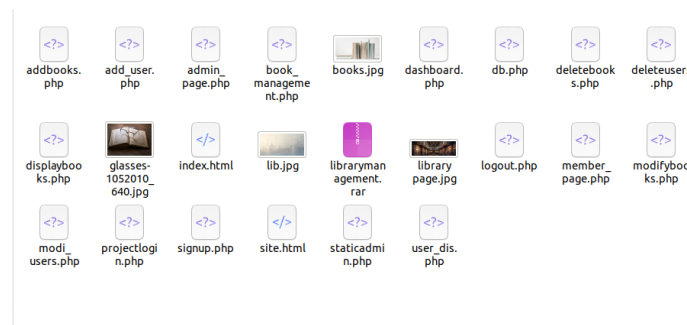 addbooks.
php
add_user.
php
admin_
page.php
book_
manageme
nt.php
books.jpg
dashboard.
php
db.php
deletebook
s.php
deleteusers
.php
displayboo
ks.php
glasses-
1052010_
640.jpg
index.html
lib.jpg
libraryman
agement.
rar
library
page.jpg
logout.php
member_
page.php
modifyboo
ks.php
modi_
users.php
projectlogi
n.php
signup.php
site.html
staticadmi
n.php
user_dis.
php